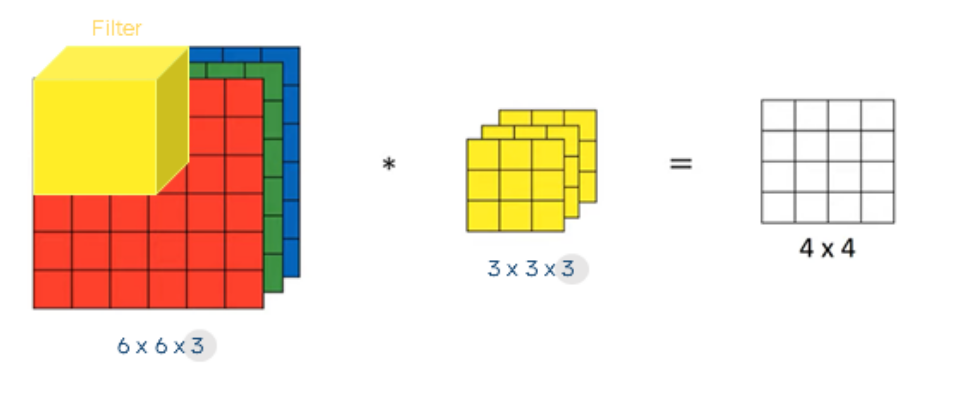 Filter
*
=
3 x 3 x 3
4 x 4
6 x 6 x 3